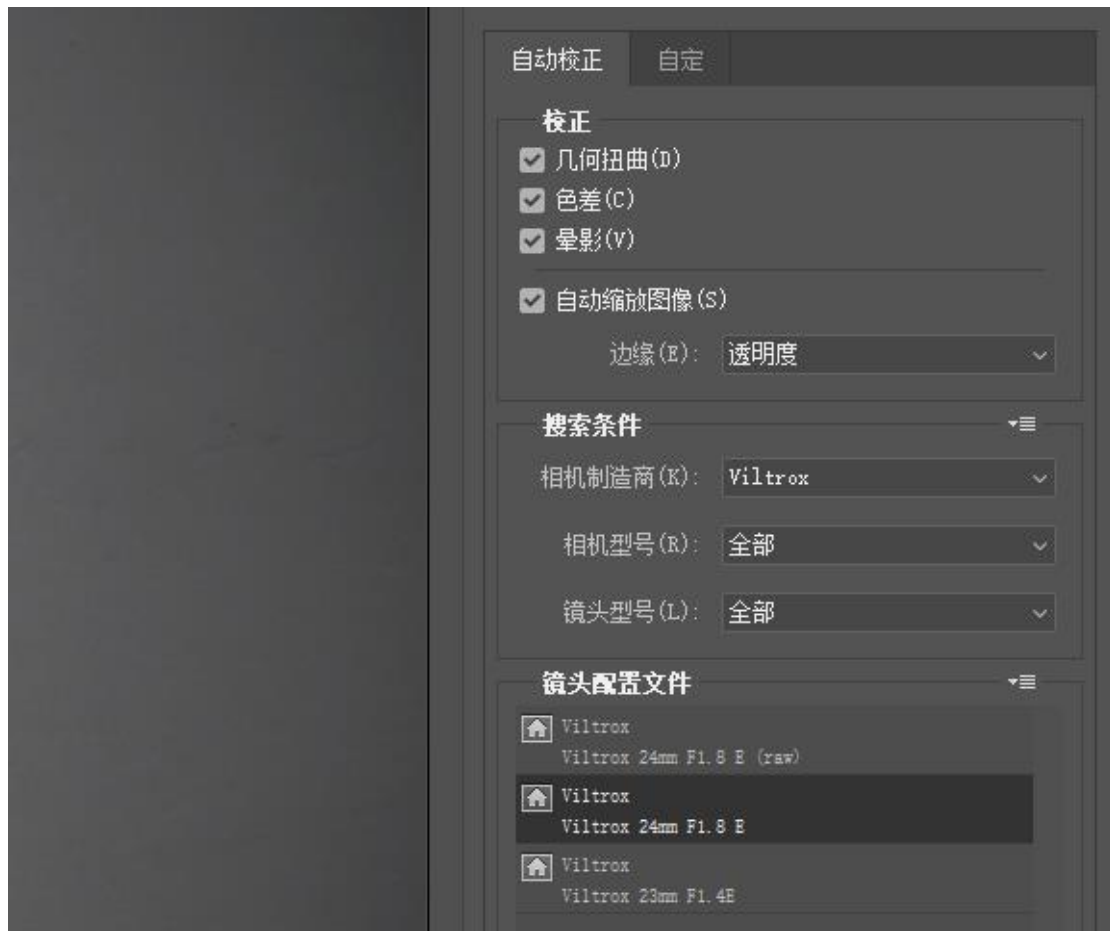 自动校正 自定
校正
几何扭曲(D)
色差(C)
晕影(V)
自动缩放图像(S)
边缘(E): 透明度
搜索条件
相机制造商(K): Viltrox
相机型号(R): 全部
镜头型号(L): 全部
镜头配置文件
Viltrox
Viltrox 24mm F1.8 E (raw)
Viltrox
Viltrox 24mm F1.8 E
Viltrox
Viltrox 23mm F1.4E